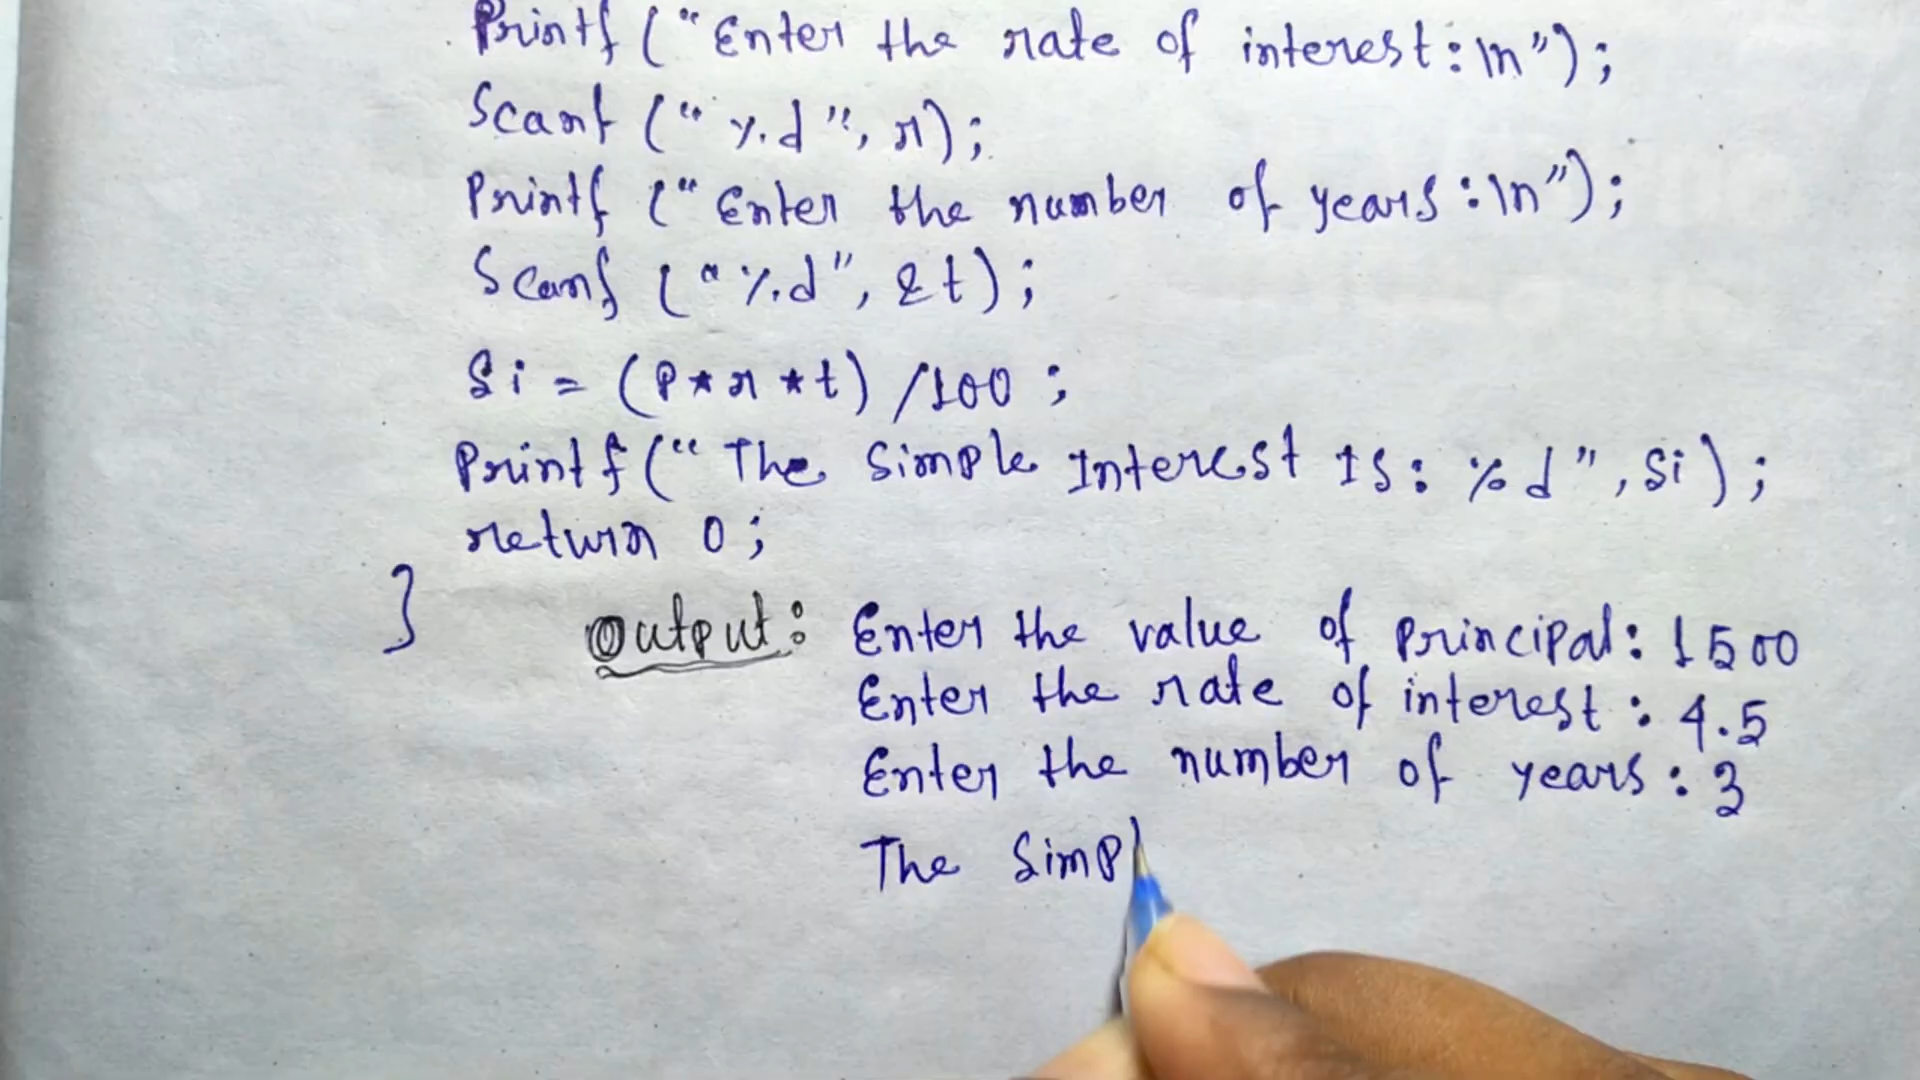 Printf ("Enter the rate of interest:\n");
Scanf ("%d", r);
Printf ("Enter the number of years:\n");
Scanf ("%d", &t);
Si = (P*r*t) /100 ;
Printf ("The Simple Interest Is: %d", Si);
return 0;
}
Output: Enter the value of Principal: 1500
Enter the rate of interest : 4.5
Enter the number of years : 3
The Simpl